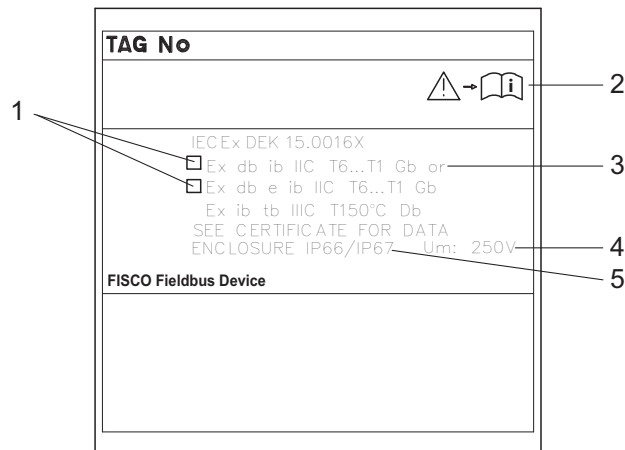 TAG No
2
1
IECEx DEK 15.0016X
Ex db ib IIC T6...T1 Gb or
3
Ex db e ib IIC T6...T1 Gb
Ex ib tb IIIC T150°C Db
SEE CERTIFICATE FOR DATA
ENCLOSURE IP66/IP67 Um: 250V
4
5
FISCO Fieldbus Device